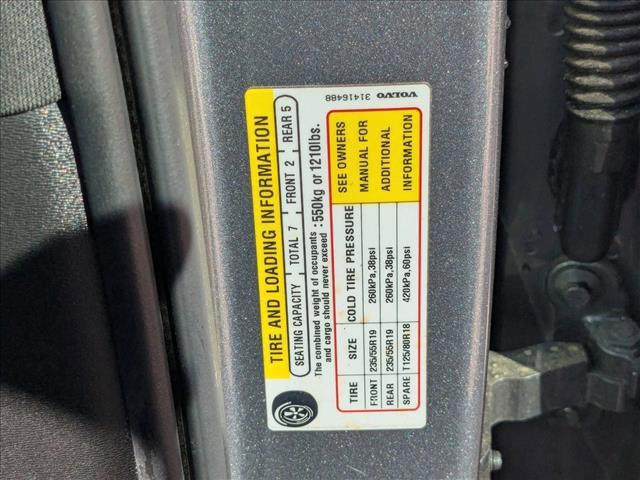 TIRE AND LOADING INFORMATION
SEATING CAPACITY TOTAL 7 FRONT 2 REAR 5
The combined weight of occupants
and cargo should never exceed : 550kg or 1210lbs.
TIRE SIZE COLD TIRE PRESSURE SEE OWNERS
FRONT 235/55R19 260kPa,38psi MANUAL FOR
REAR 235/55R19 260kPa,38psi ADDITIONAL
SPARE T125/80R18 420kPa,60psi INFORMATION
VOLVO 31416488